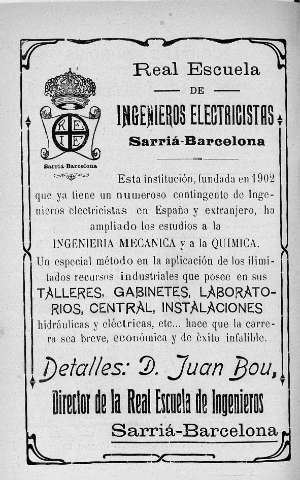 Real Escuela
DE
INGENIEROS ELECTRICISTAS
Sarriá-Barcelona
Sarriá-Barcelona
Esta institución, fundada en 1902
que ya tiene un numeroso contingente de Inge-
nieros electricistas en España y extranjero, ha
ampliado los estudios a la
INGENIERIA MECANICA y a la QUIMICA.
Un especial método en la aplicación de los ilimi-
tados recursos industriales que posee en sus
TALLERES, GABINETES, LABORATO-
RIOS, CENTRAL, INSTALACIONES
hidráulicas y eléctricas, etc... hace que la carre-
ra sea breve, económica y de éxito infalible.
Detalles: D. Juan Bou,
Director de la Real Escuela de Ingenieros
Sarriá-Barcelona